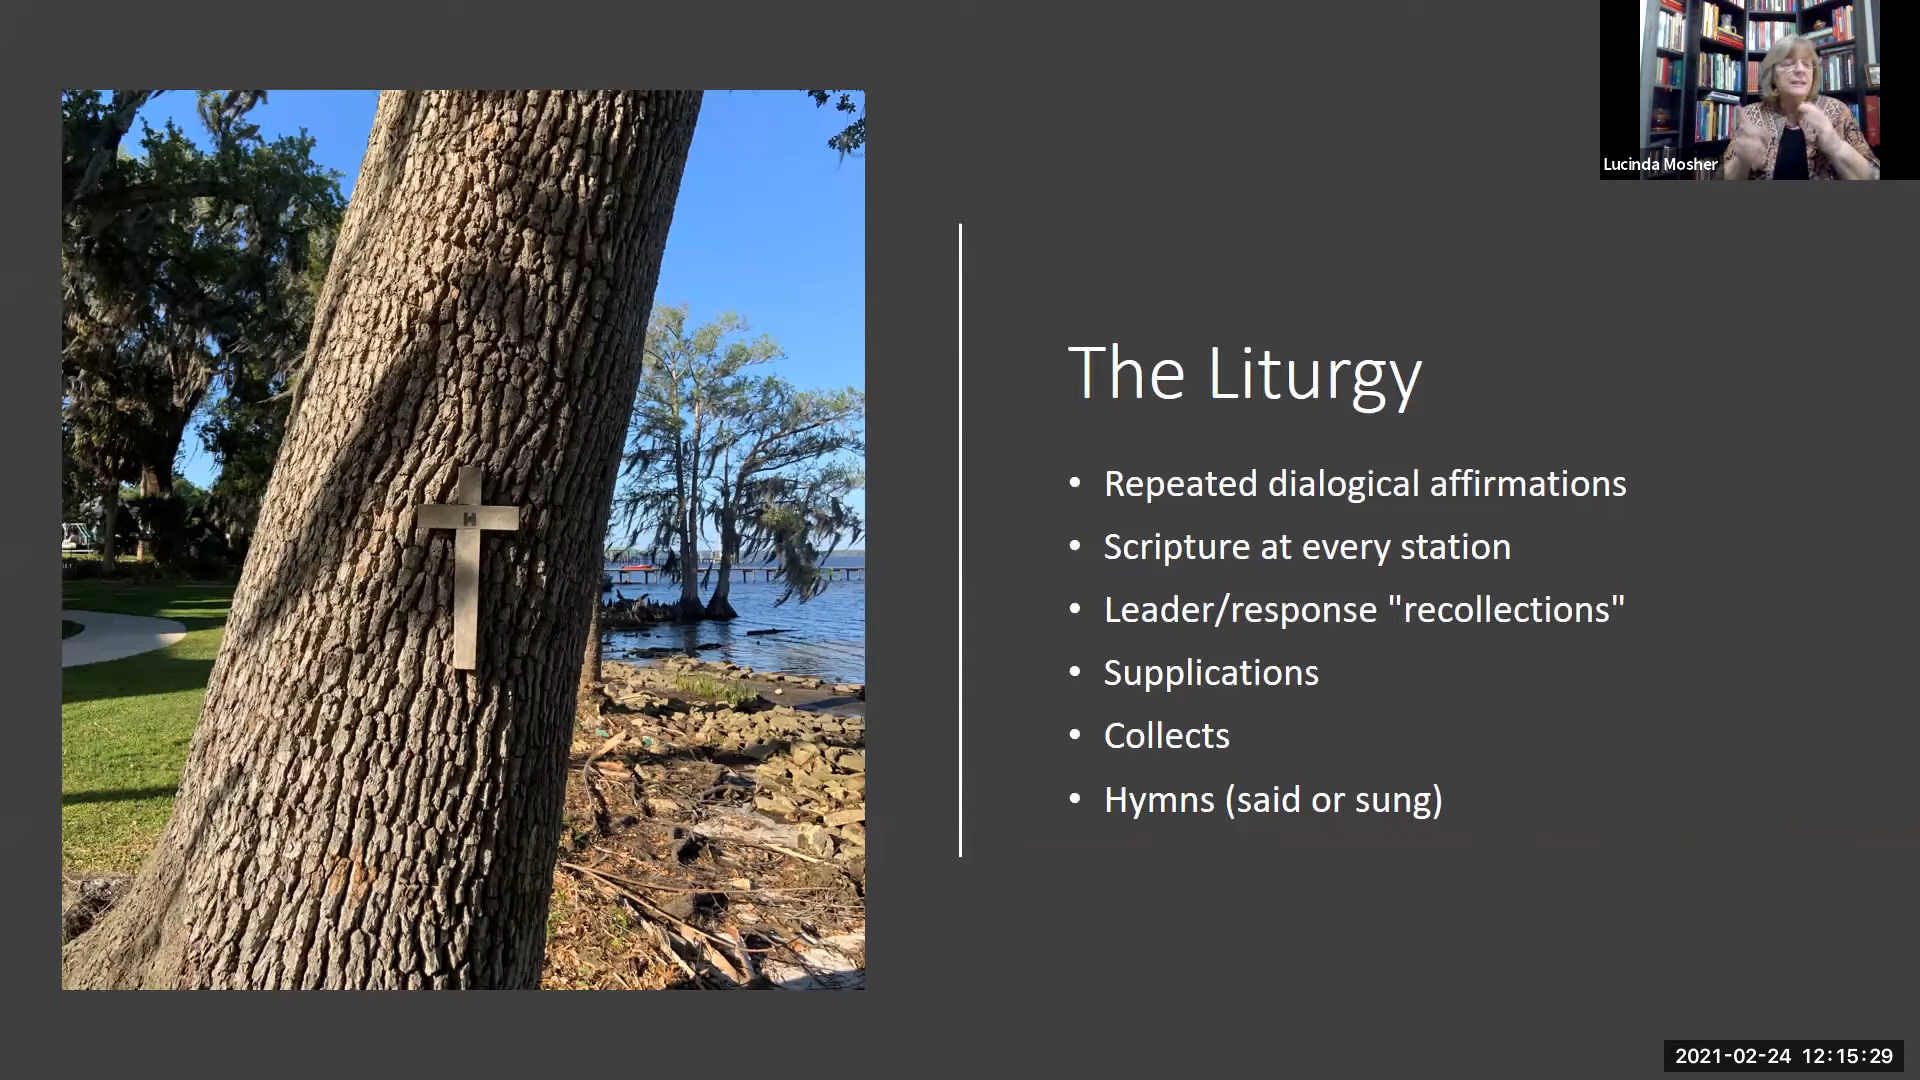 Lucinda Mosher
The Liturgy
• Repeated dialogical affirmations
• Scripture at every station
• Leader/response "recollections"
• Supplications
• Collects
• Hymns (said or sung)
2021-02-24 12:15:29